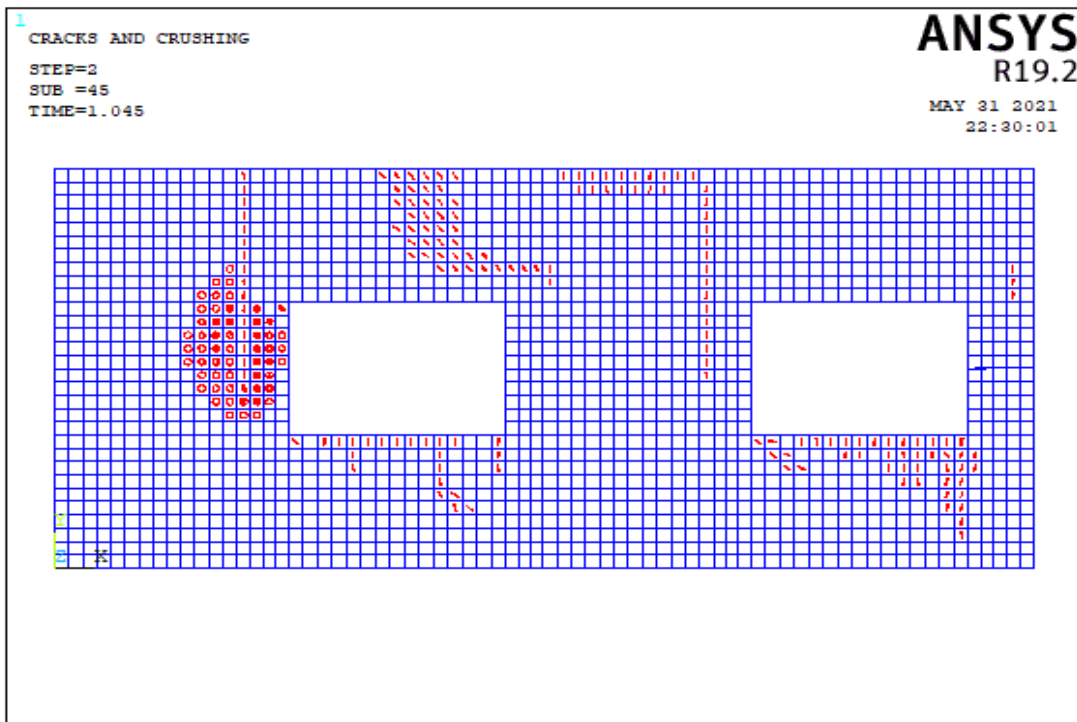 1
CRACKS AND CRUSHING
STEP=2
SUB =45
TIME=1.045
ANSYS
R19.2
MAY 31 2021
22:30:01
Y
Z X